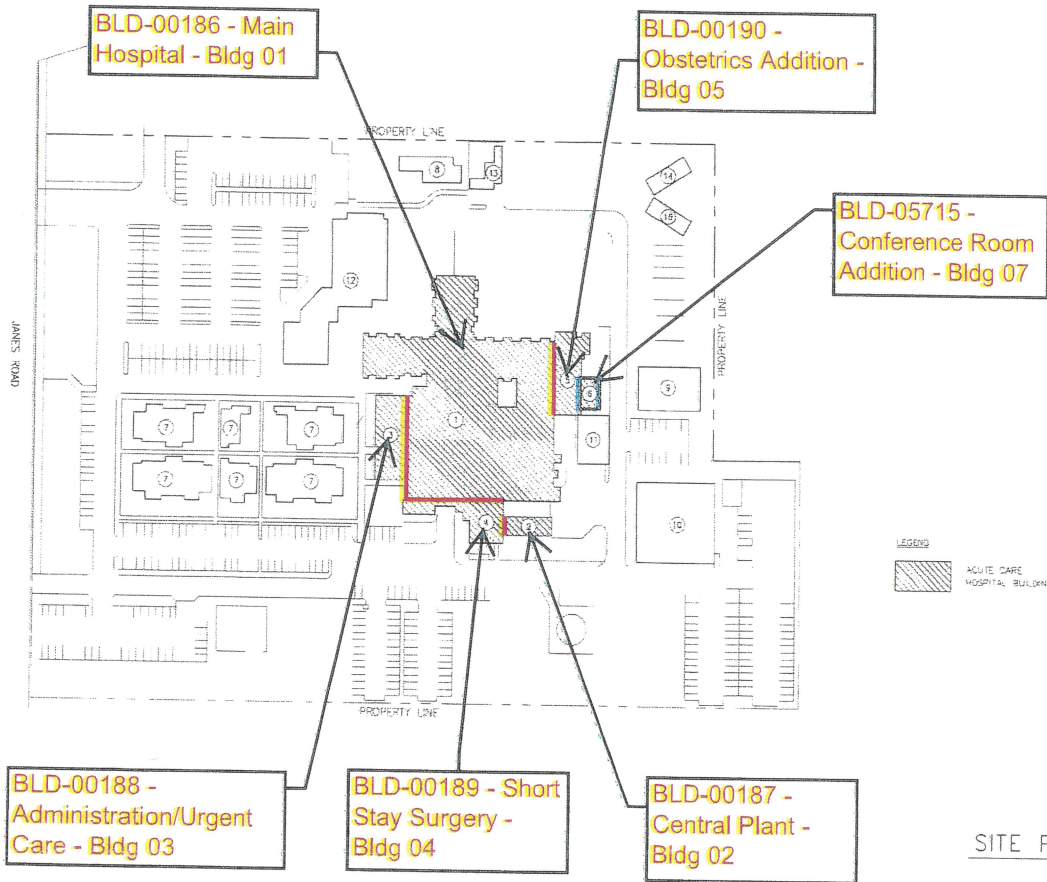 BLD-00186 - Main
Hospital - Bldg 01
BLD-00190 -
Obstetrics Addition -
Bldg 05
PROPERTY LINE
8
13
14
15
BLD-05715 -
Conference Room
Addition - Bldg 07
12
PROPERTY LINE
JANES ROAD
5
6
9
7
7
7
3
1
11
7
7
7
4
2
10
LEGEND
ACUTE CARE
HOSPITAL BUILDIN
PROPERTY LINE
BLD-00188 -
Administration/Urgent
Care - Bldg 03
BLD-00189 - Short
Stay Surgery -
Bldg 04
BLD-00187 -
Central Plant -
Bldg 02
SITE P